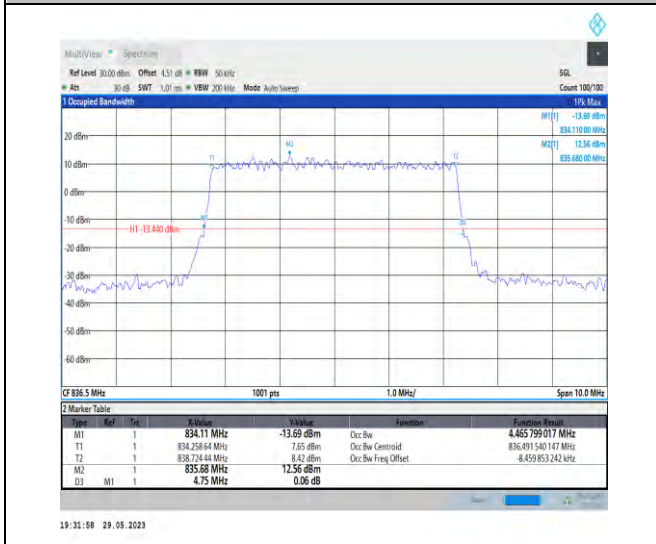 MultiView Spectrum
Ref Level 30.00 dBm Offset 4.51 dB RBW 50 kHz SGL
Att 30 dB SWT 1.01 ms VBW 200 kHz Mode Auto Sweep Count 100/100
1 Occupied Bandwidth 1Pk Max
M1[1] -13.69 dBm
834.110 00 MHz
M2[1] 12.56 dBm
835.680 00 MHz
20 dBm
M2
T1 T2
10 dBm
0 dBm
-10 dBm
M1
H1 -13.440 dBm
-20 dBm
-30 dBm
-40 dBm
-50 dBm
-60 dBm
CF 836.5 MHz 1001 pts 1.0 MHz/ Span 10.0 MHz
2 Marker Table
Type Ref Trc X-Value Y-Value Function Function Result
M1 1 834.11 MHz -13.69 dBm Occ Bw 4.465 799 017 MHz
T1 1 834.258 64 MHz 7.65 dBm Occ Bw Centroid 836.491 540 147 MHz
T2 1 838.724 44 MHz 8.42 dBm Occ Bw Freq Offset -8.459 853 242 kHz
M2 1 835.68 MHz 12.56 dBm
D3 M1 1 4.75 MHz 0.06 dB
19:31:58 29.05.2023